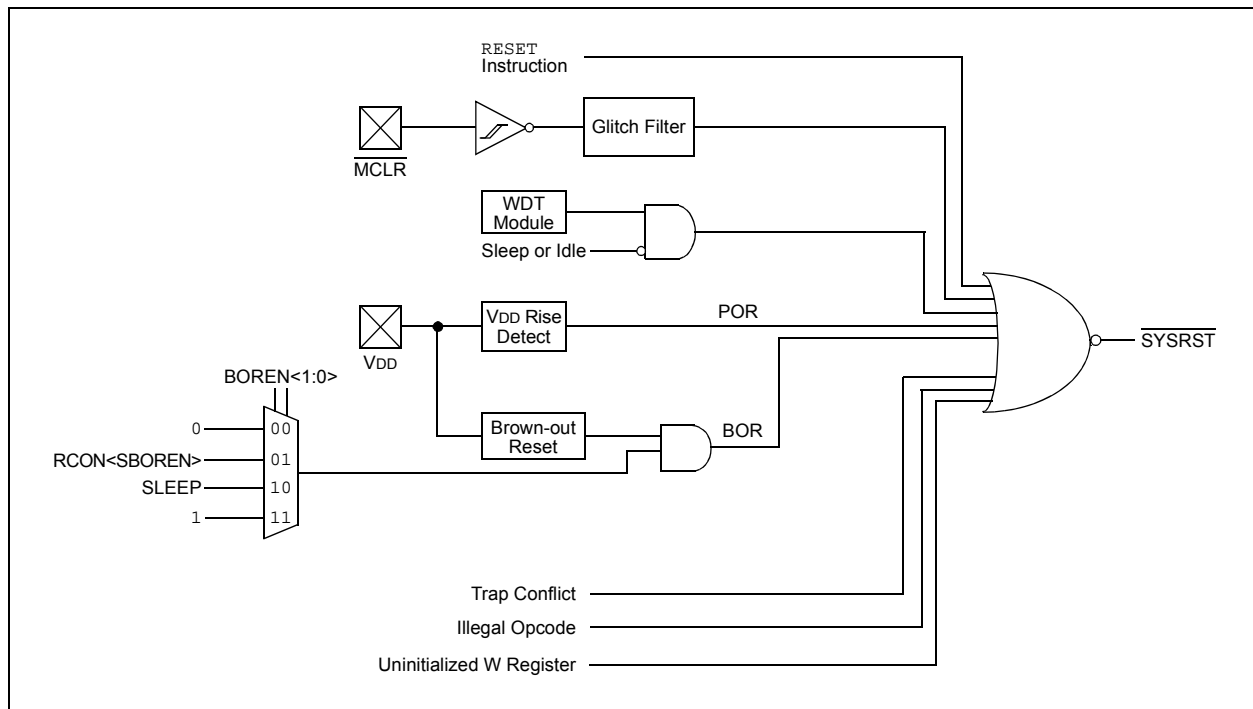 RESET
Instruction
MCLR
Glitch Filter
WDT
Module
Sleep or Idle
VDD
VDD Rise
Detect
POR
SYSRST
BOREN<1:0>
0
00
RCON<SBOREN>
01
SLEEP
10
1
11
Brown-out
Reset
BOR
Trap Conflict
Illegal Opcode
Uninitialized W Register